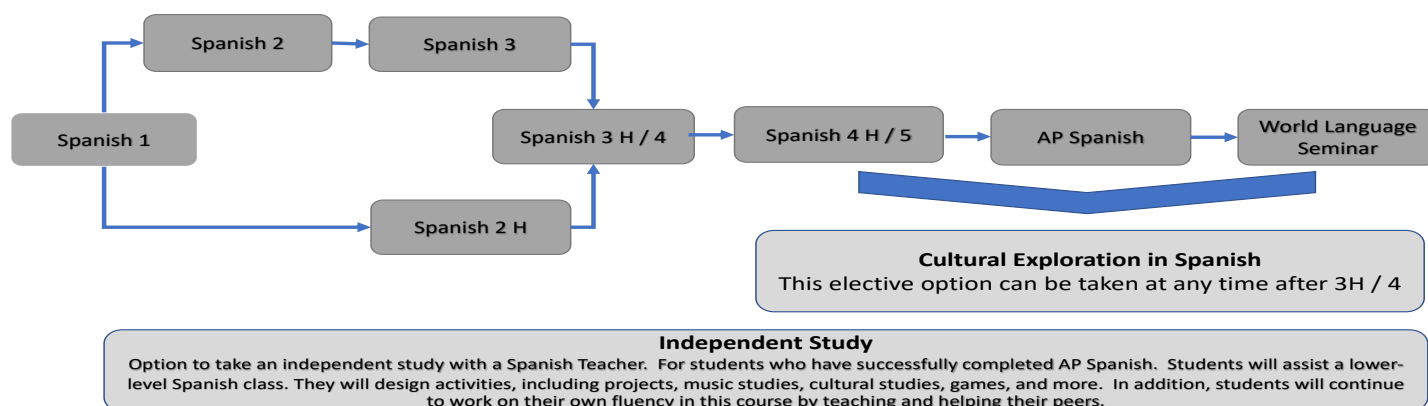 Spanish 2
Spanish 3
Spanish 1
Spanish 3 H / 4
Spanish 4 H / 5
AP Spanish
World Language
Seminar
Spanish 2 H
Cultural Exploration in Spanish
This elective option can be taken at any time after 3H / 4
Independent Study
Option to take an independent study with a Spanish Teacher. For students who have successfully completed AP Spanish. Students will assist a lower-
level Spanish class. They will design activities, including projects, music studies, cultural studies, games, and more. In addition, students will continue
to work on their own fluency in this course by teaching and helping their peers.